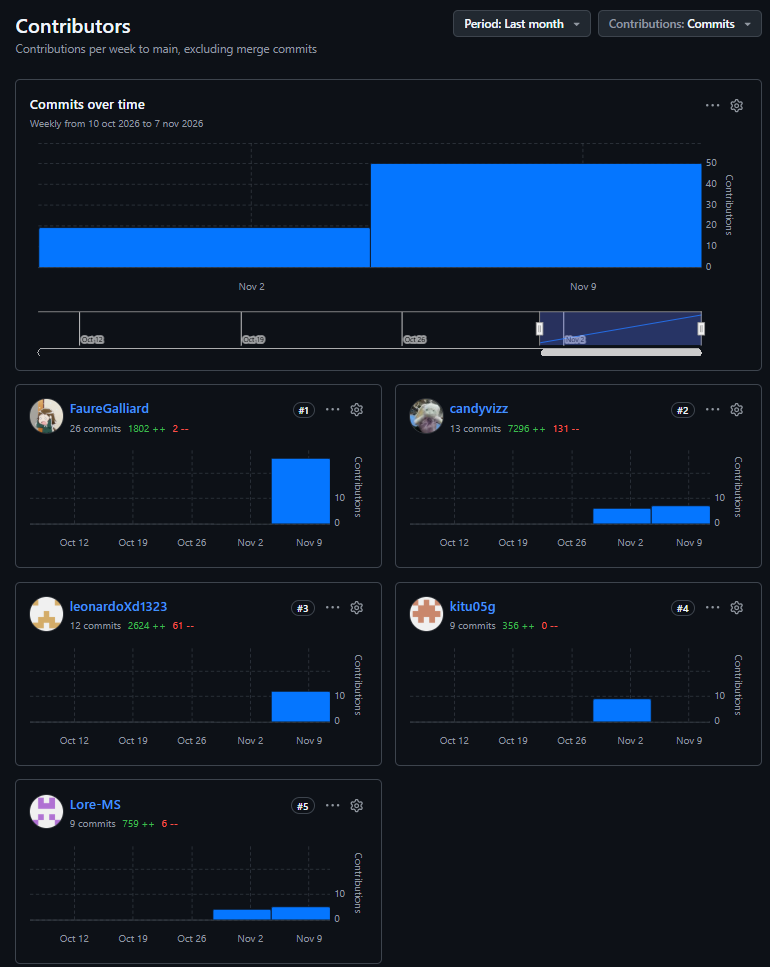 Contributors
Period: Last month
Contributions: Commits
Contributions per week to main, excluding merge commits
Commits over time
Weekly from 10 oct 2026 to 7 nov 2026
50
40
30
20
10
0
Contributions
Nov 2
Nov 9
Oct 12
Oct 19
Oct 26
Nov 2
FaureGalliard
#1
26 commits 1802 ++ 2 --
Contributions
10
0
Oct 12
Oct 19
Oct 26
Nov 2
Nov 9
candyvizz
#2
13 commits 7296 ++ 131 --
Contributions
10
0
Oct 12
Oct 19
Oct 26
Nov 2
Nov 9
leonardoXd1323
#3
12 commits 2624 ++ 61 --
Contributions
10
0
Oct 12
Oct 19
Oct 26
Nov 2
Nov 9
kitu05g
#4
9 commits 356 ++ 0 --
Contributions
10
0
Oct 12
Oct 19
Oct 26
Nov 2
Nov 9
Lore-MS
#5
9 commits 759 ++ 6 --
Contributions
10
0
Oct 12
Oct 19
Oct 26
Nov 2
Nov 9